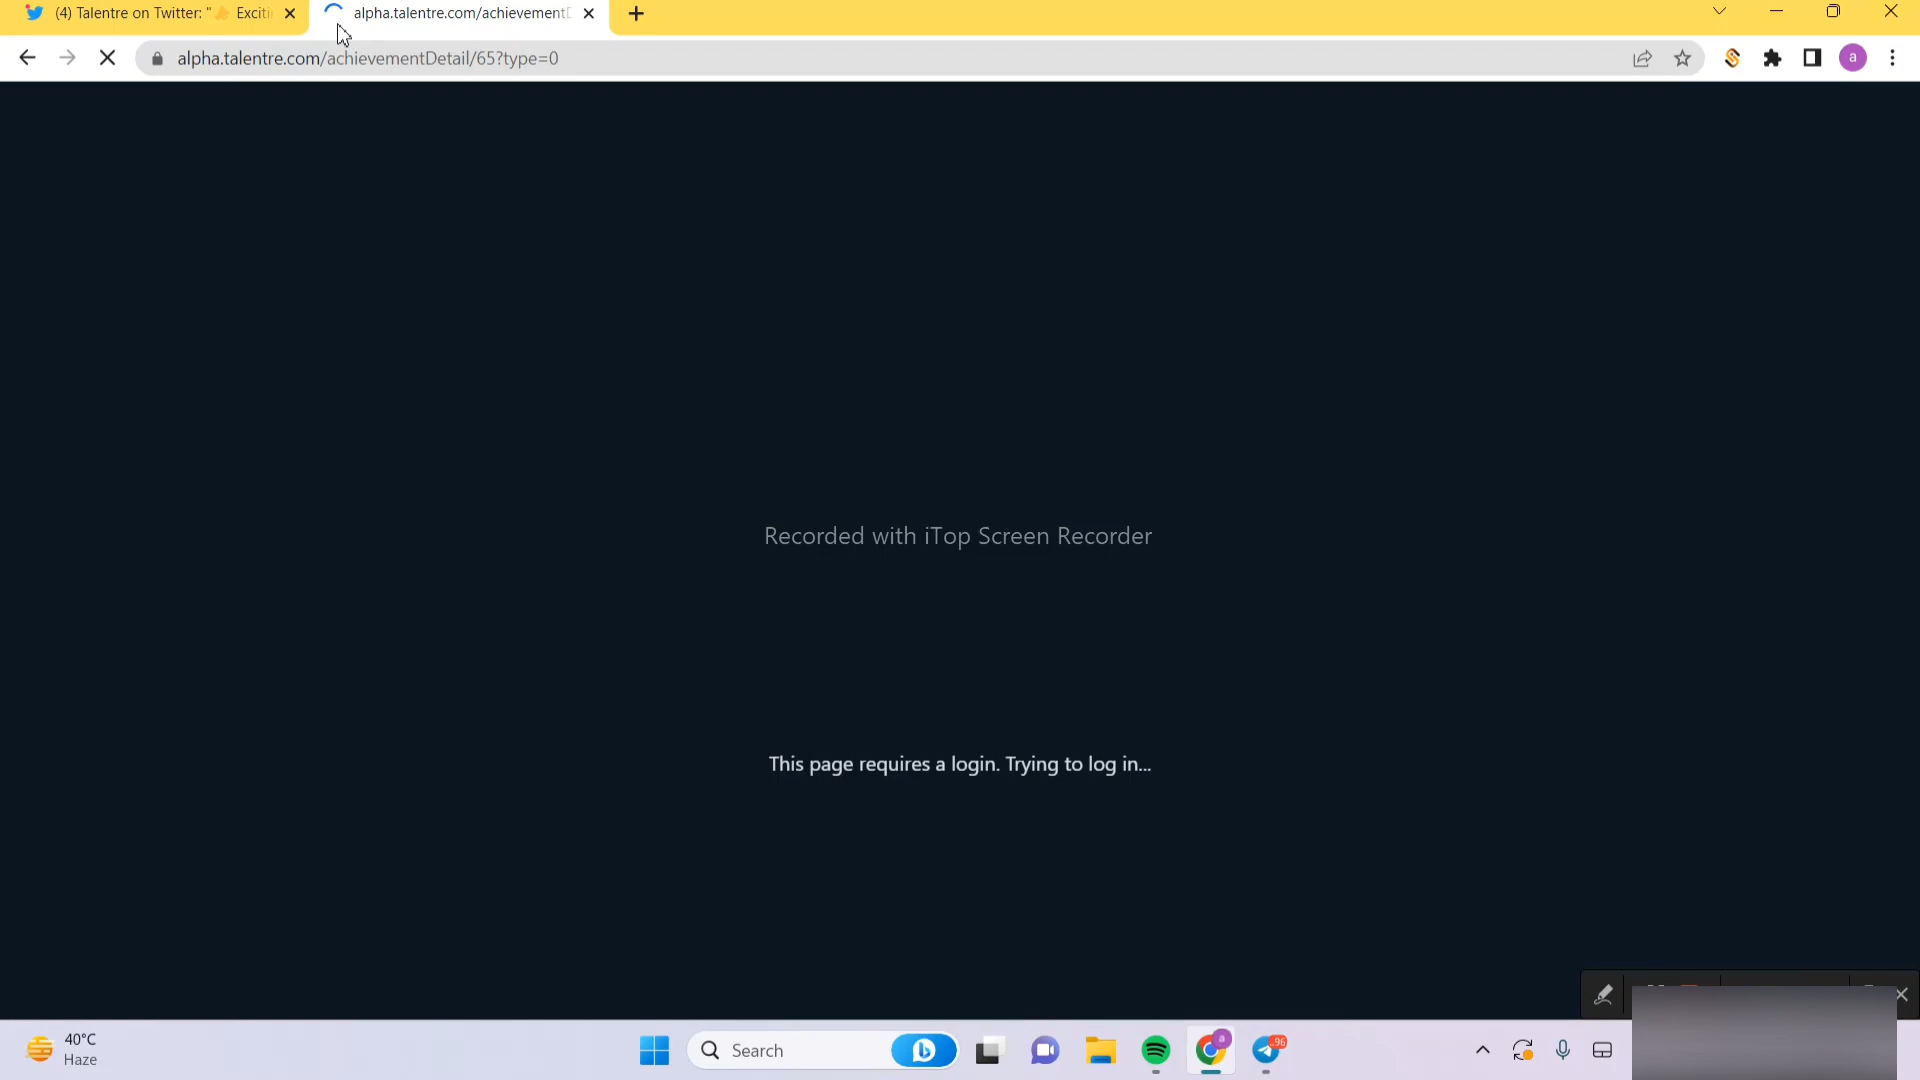 (4) Talentre on Twitter: "
Exciti
alpha.talentre.com/achievement
alpha.talentre.com/achievementDetail/65?type=0
a
Recorded with iTop Screen Recorder
This page requires a login. Trying to log in...
40°C
Haze
Search
a
96